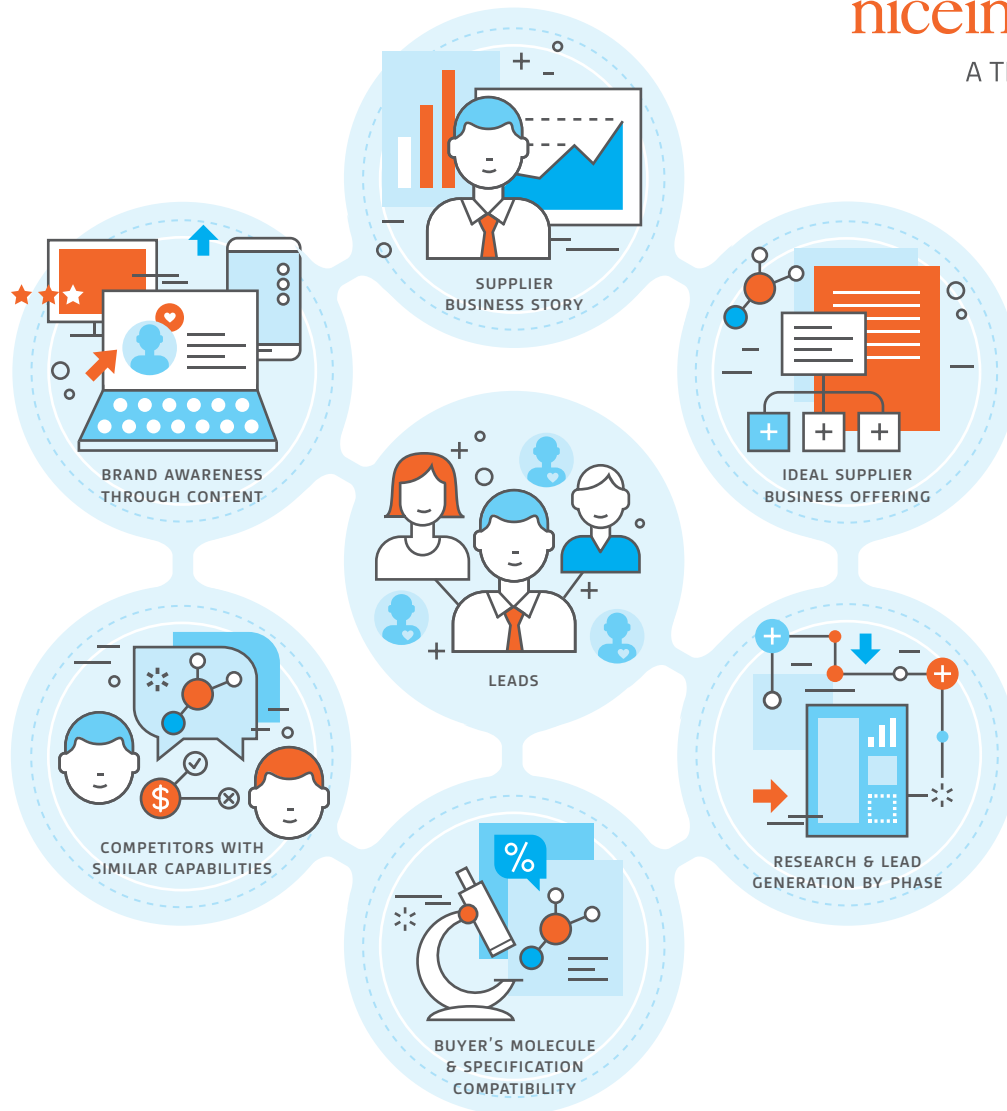 nicein
A T
SUPPLIER
BUSINESS STORY
BRAND AWARENESS
THROUGH CONTENT
IDEAL SUPPLIER
BUSINESS OFFERING
LEADS
COMPETITORS WITH
SIMILAR CAPABILITIES
$
RESEARCH & LEAD
GENERATION BY PHASE
%
BUYER'S MOLECULE
& SPECIFICATION
COMPATIBILITY